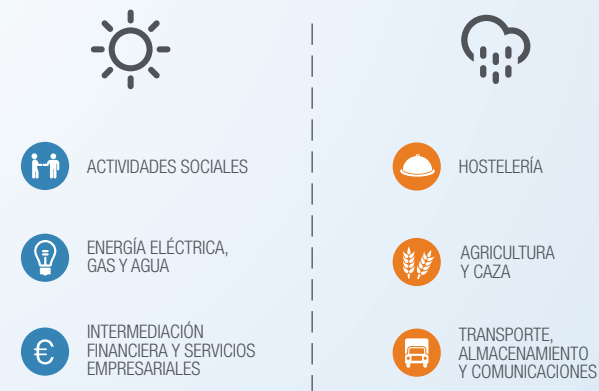 ACTIVIDADES SOCIALES
ENERGÍA ELÉCTRICA,
GAS Y AGUA
€
INTERMEDIACIÓN
FINANCIERA Y SERVICIOS
EMPRESARIALES
HOSTELERÍA
AGRICULTURA
Y CAZA
TRANSPORTE,
ALMACENAMIENTO
Y COMUNICACIONES